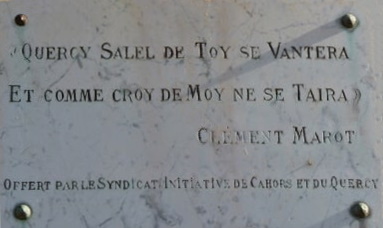 « Quercy Salel de Toy se Vantera
Et comme croy de Moy ne se Taira »
Clément Marot
Offert par le Syndicat Initiative de Cahors et du Quercy